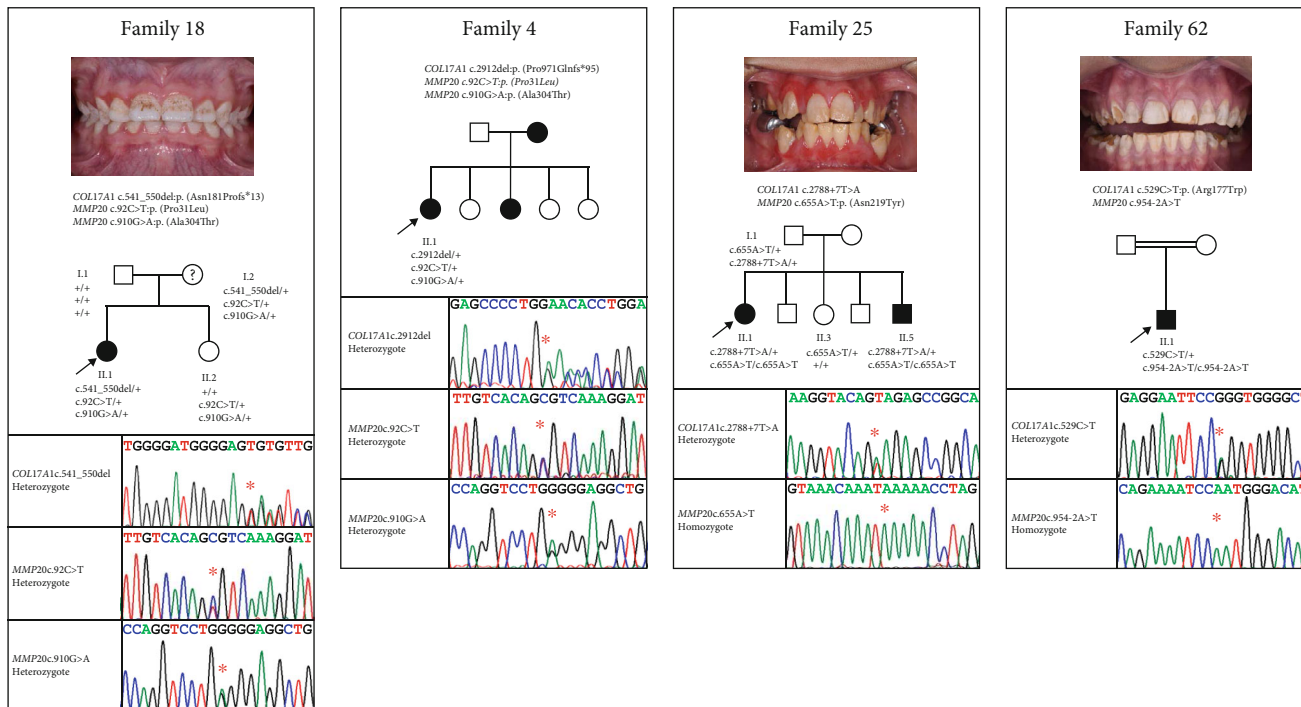 Family 18
COL17A1 c.541_550del:p. (Asn181Profs*13)
MMP20 c.92C>T:p. (Pro31Leu)
MMP20 c.910G>A:p. (Ala304Thr)
I.1
+/+
+/+
+/+
?
I.2
c.541_550del/+
c.92C>T/+
c.910G>A/+
II.1
c.541_550del/+
c.92C>T/+
c.910G>A/+
II.2
+/+
c.92C>T/+
c.910G>A/+
COL17A1c.541_550del
Heterozygote
TGGGGATGGGGAGTGTGTTG
*
MMP20c.92C>T
Heterozygote
TTGTCACAGCGTCAAAGGAT
*
MMP20c.910G>A
Heterozygote
CCAGGTCCTGGGGGAGGCTG
*
Family 4
COL17A1 c.2912del:p. (Pro971Glnfs*95)
MMP20 c.92C>T:p. (Pro31Leu)
MMP20 c.910G>A:p. (Ala304Thr)
II.1
c.2912del/+
c.92C>T/+
c.910G>A/+
COL17A1c.2912del
Heterozygote
GAGCCCCTGGAACACCTGGA
*
MMP20c.92C>T
Heterozygote
TTGTCACAGCGTCAAAGGAT
*
MMP20c.910G>A
Heterozygote
CCAGGTCCTGGGGGAGGCTG
*
Family 25
COL17A1 c.2788+7T>A
MMP20 c.655A>T:p. (Asn219Tyr)
I.1
c.655A>T/+
c.2788+7T>A/+
II.1
c.2788+7T>A/+
c.655A>T/c.655A>T
II.3
c.655A>T/+
+/+
II.5
c.2788+7T>A/+
c.655A>T/c.655A>T
COL17A1c.2788+7T>A
Heterozygote
AAGGTACAGTAGAGCCGGCA
*
MMP20c.655A>T
Homozygote
GTAAACAAATAAAAACCTAG
*
Family 62
COL17A1 c.529C>T:p. (Arg177Trp)
MMP20 c.954-2A>T
II.1
c.529C>T/+
c.954-2A>T/c.954-2A>T
COL17A1c.529C>T
Heterozygote
GAGGAATTCCGGGTGGGGCT
*
MMP20c.954-2A>T
Homozygote
CAGAAAATCCAATGGGACAT
*